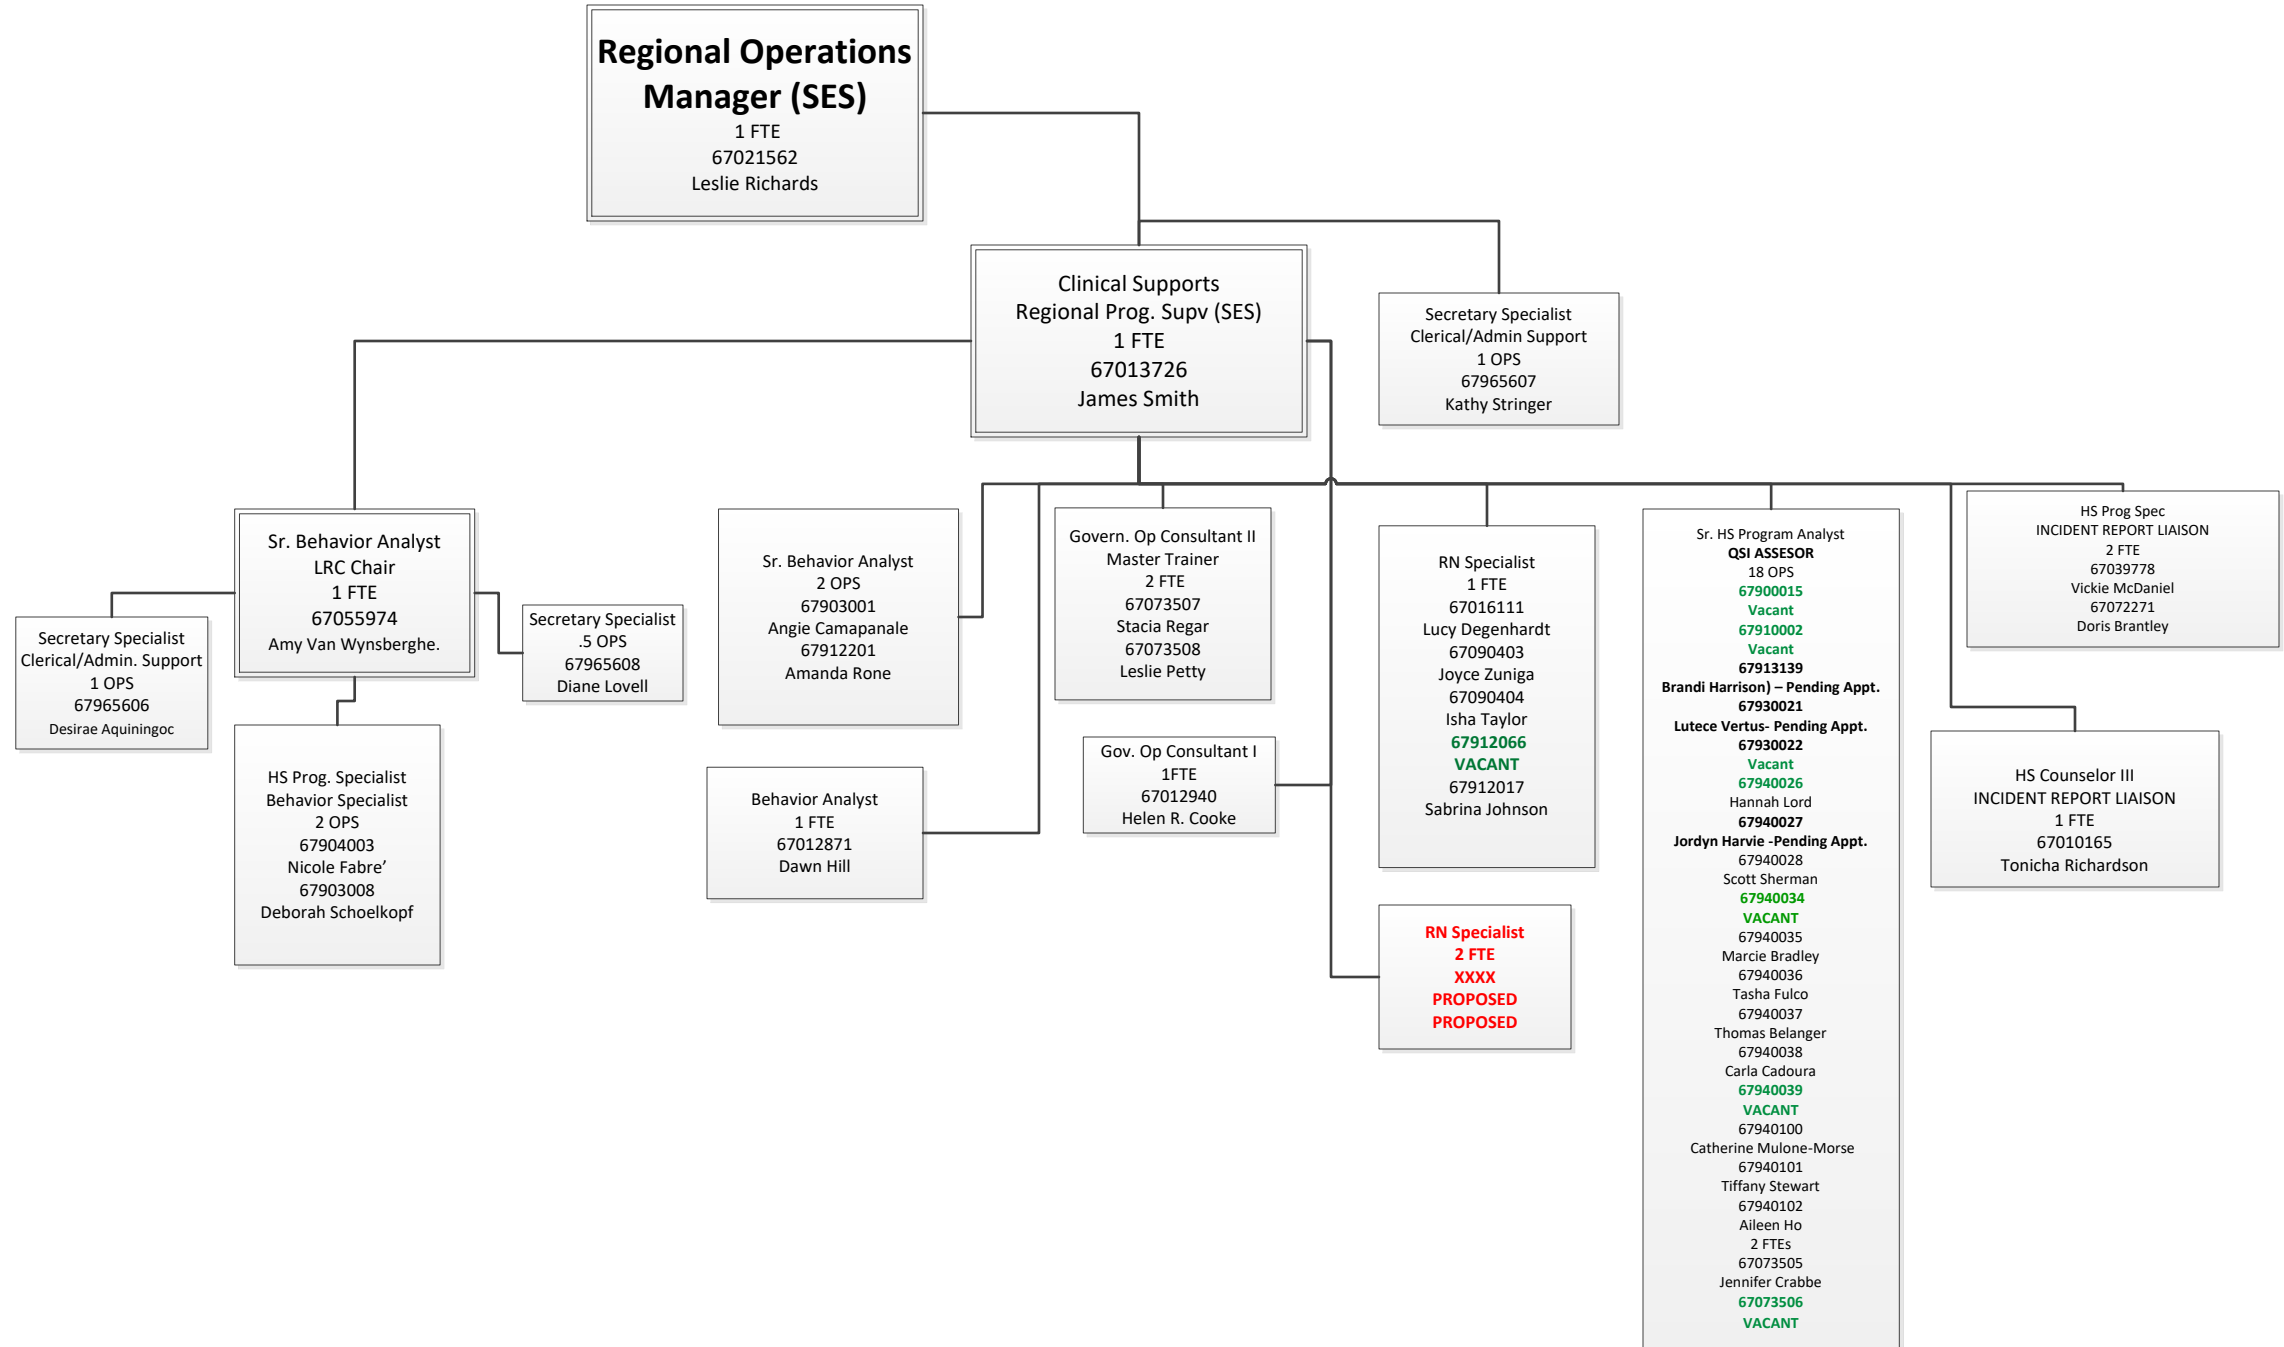 Regional Operations
Manager (SES)
1 FTE
67021562
Leslie Richards
Clinical Supports
Regional Prog. Supv (SES)
1 FTE
67013726
James Smith
Secretary Specialist
Clerical/Admin Support
1 OPS
67965607
Kathy Stringer
Sr. Behavior Analyst
LRC Chair
1 FTE
67055974
Amy Van Wynsberghe.
Secretary Specialist
Clerical/Admin. Support
1 OPS
67965606
Desirae Aquiningoc
Secretary Specialist
.5 OPS
67965608
Diane Lovell
HS Prog. Specialist
Behavior Specialist
2 OPS
67904003
Nicole Fabre’
67903008
Deborah Schoelkopf
Sr. Behavior Analyst
2 OPS
67903001
Angie Camapanale
67912201
Amanda Rone
Behavior Analyst
1 FTE
67012871
Dawn Hill
Govern. Op Consultant II
Master Trainer
2 FTE
67073507
Stacia Regar
67073508
Leslie Petty
Gov. Op Consultant I
1FTE
67012940
Helen R. Cooke
RN Specialist
1 FTE
67016111
Lucy Degenhardt
67090403
Joyce Zuniga
67090404
Isha Taylor
67912066
VACANT
67912017
Sabrina Johnson
RN Specialist
2 FTE
XXXX
PROPOSED
PROPOSED
Sr. HS Program Analyst
QSI ASSESOR
18 OPS
67900015
Vacant
67910002
Vacant
67913139
Brandi Harrison) – Pending Appt.
67930021
Lutece Vertus- Pending Appt.
67930022
Vacant
67940026
Hannah Lord
67940027
Jordyn Harvie -Pending Appt.
67940028
Scott Sherman
67940034
VACANT
67940035
Marcie Bradley
67940036
Tasha Fulco
67940037
Thomas Belanger
67940038
Carla Cadoura
67940039
VACANT
67940100
Catherine Mulone-Morse
67940101
Tiffany Stewart
67940102
Aileen Ho
2 FTEs
67073505
Jennifer Crabbe
67073506
VACANT
HS Prog Spec
INCIDENT REPORT LIAISON
2 FTE
67039778
Vickie McDaniel
67072271
Doris Brantley
HS Counselor III
INCIDENT REPORT LIAISON
1 FTE
67010165
Tonicha Richardson